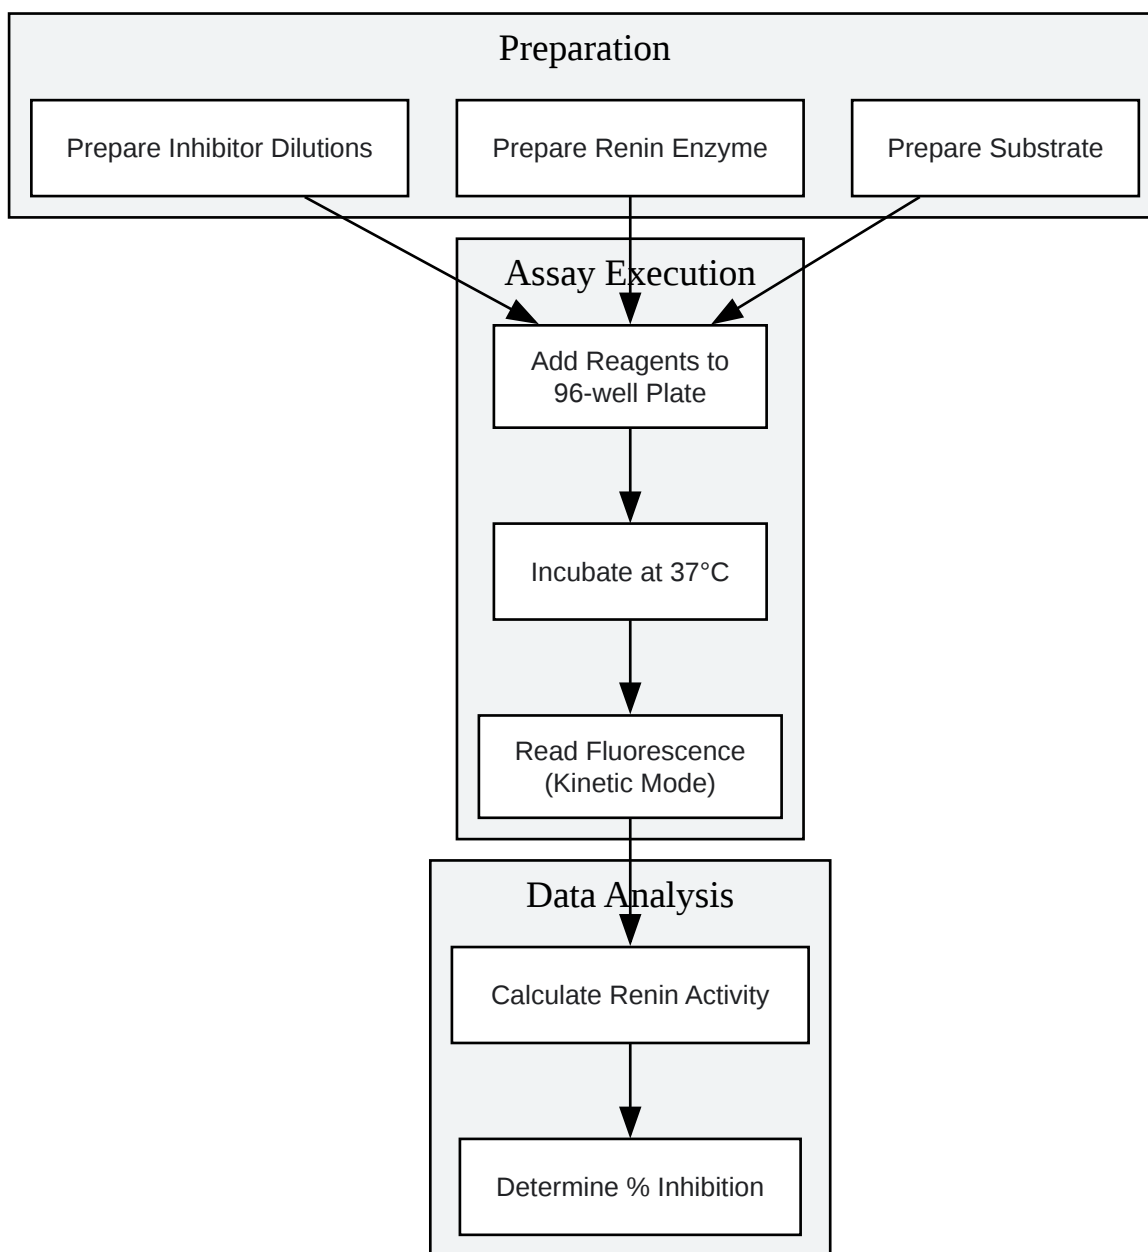 Preparation
Prepare Inhibitor Dilutions
Prepare Renin Enzyme
Prepare Substrate
Assay Execution
Add Reagents to
96-well Plate
Incubate at 37°C
Read Fluorescence
(Kinetic Mode)
Data Analysis
Calculate Renin Activity
Determine % Inhibition